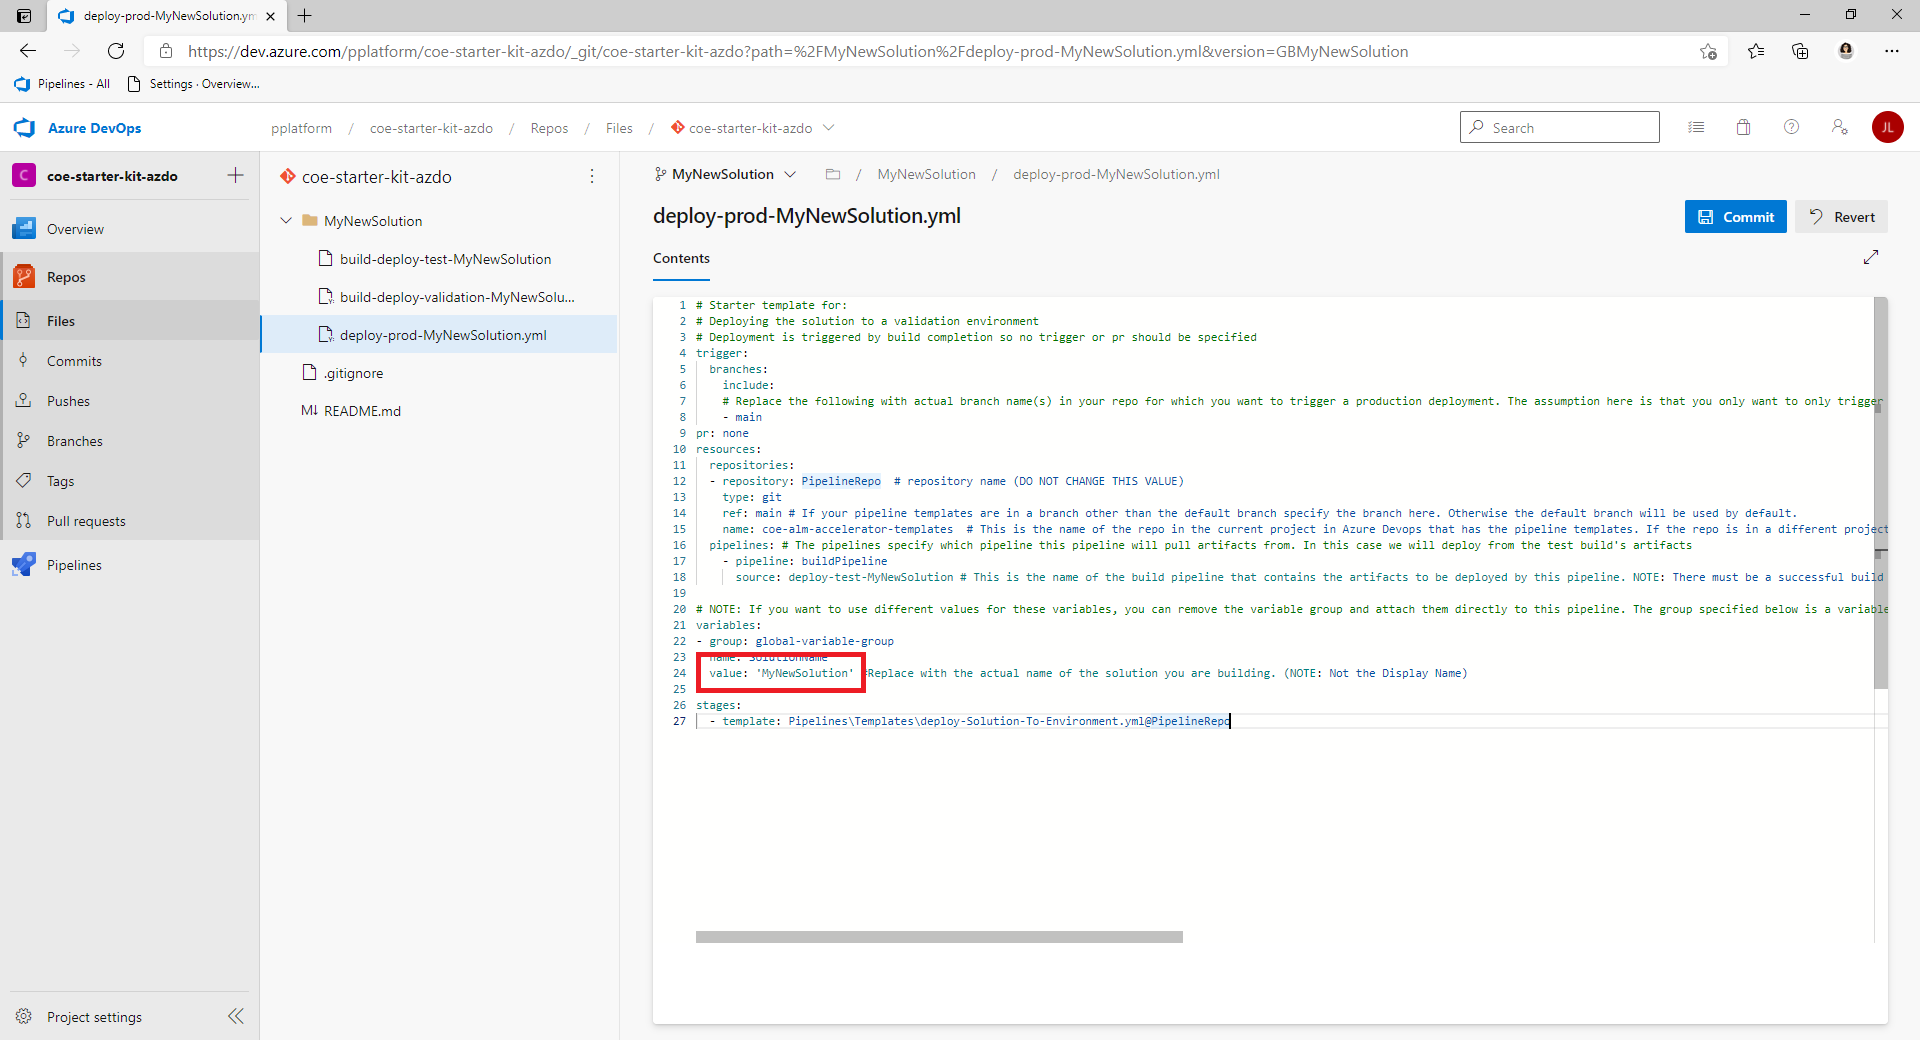 deploy-prod-MyNewSolution.ym
https://dev.azure.com/pplatform/coe-starter-kit-azdo/_git/coe-starter-kit-azdo?path=%2FMyNewSolution%2Fdeploy-prod-MyNewSolution.yml&version=GBMyNewSolution
Pipelines - All
Settings · Overview...
Azure DevOps
pplatform / coe-starter-kit-azdo / Repos / Files / coe-starter-kit-azdo
Search
JL
C coe-starter-kit-azdo
Overview
Repos
Files
Commits
Pushes
Branches
Tags
Pull requests
Pipelines
Project settings
coe-starter-kit-azdo
MyNewSolution
build-deploy-test-MyNewSolution
build-deploy-validation-MyNewSolu...
deploy-prod-MyNewSolution.yml
.gitignore
M↓ README.md
MyNewSolution / MyNewSolution / deploy-prod-MyNewSolution.yml
deploy-prod-MyNewSolution.yml
Commit
Revert
Contents
1 # Starter template for:
2 # Deploying the solution to a validation environment
3 # Deployment is triggered by build completion so no trigger or pr should be specified
4 trigger:
5 branches:
6 include:
7 # Replace the following with actual branch name(s) in your repo for which you want to trigger a production deployment. The assumption here is that you only want to only trigger
8 - main
9 pr: none
10 resources:
11 repositories:
12 - repository: PipelineRepo # repository name (DO NOT CHANGE THIS VALUE)
13 type: git
14 ref: main # If your pipeline templates are in a branch other than the default branch specify the branch here. Otherwise the default branch will be used by default.
15 name: coe-alm-accelerator-templates # This is the name of the repo in the current project in Azure Devops that has the pipeline templates. If the repo is in a different project
16 pipelines: # The pipelines specify which pipeline this pipeline will pull artifacts from. In this case we will deploy from the test build's artifacts
17 - pipeline: buildPipeline
18 source: deploy-test-MyNewSolution # This is the name of the build pipeline that contains the artifacts to be deployed by this pipeline. NOTE: There must be a successful build
19
20 # NOTE: If you want to use different values for these variables, you can remove the variable group and attach them directly to this pipeline. The group specified below is a variable
21 variables:
22 - group: global-variable-group
23 name: SolutionName
24 value: 'MyNewSolution' #Replace with the actual name of the solution you are building. (NOTE: Not the Display Name)
25
26 stages:
27 - template: Pipelines\Templates\deploy-Solution-To-Environment.yml@PipelineRepo